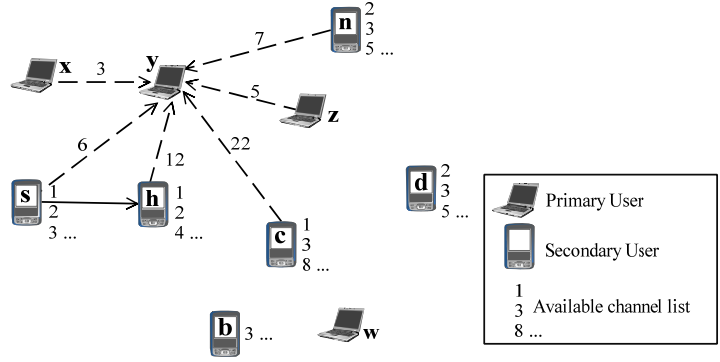 n
2
3
5 ...
7
x
3
y
5
z
6
12
22
s
1
2
3 ...
h
1
2
4 ...
c
1
3
8 ...
d
2
3
5 ...
b
3 ...
w
Primary User
Secondary User
1
3
8 ...
Available channel list